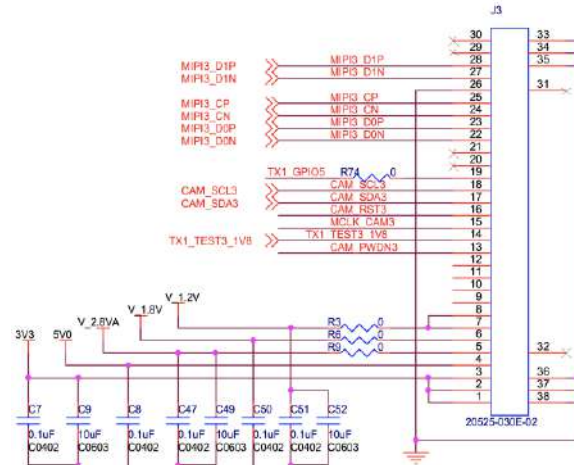 J3
30 33
29 34
28 35
MIPI3_D1P MIPI3_D1P
MIPI3_D1N MIPI3_D1N 27
26 31
MIPI3_CP MIPI3_CP 25
MIPI3_CN MIPI3_CN 24
MIPI3_D0P MIPI3_D0P 23
MIPI3_D0N MIPI3_D0N 22
21
20
TX1_GPIO5 R74 0 19
CAM_SCL3 CAM_SCL3 18
CAM_SDA3 CAM_SDA3 17
CAM_RST3 16
MCLK_CAM3 15
TX1_TEST3_1V8 TX1_TEST3_1V8 14
CAM_PWDN3 13
12
11
10
9
V_1.2V 8
V_1.8V R3 0 7
V_2.8VA R6 0 6
3V3 5V0 R9 0 5 32
4
3 36
2 37
1 38
C7 C9 C8 C47 C49 C50 C51 C52
20525-030E-02
0.1uF 10uF 0.1uF 0.1uF 10uF 0.1uF 0.1uF 10uF
C0402 C0603 C0402 C0402 C0603 C0402 C0402 C0603